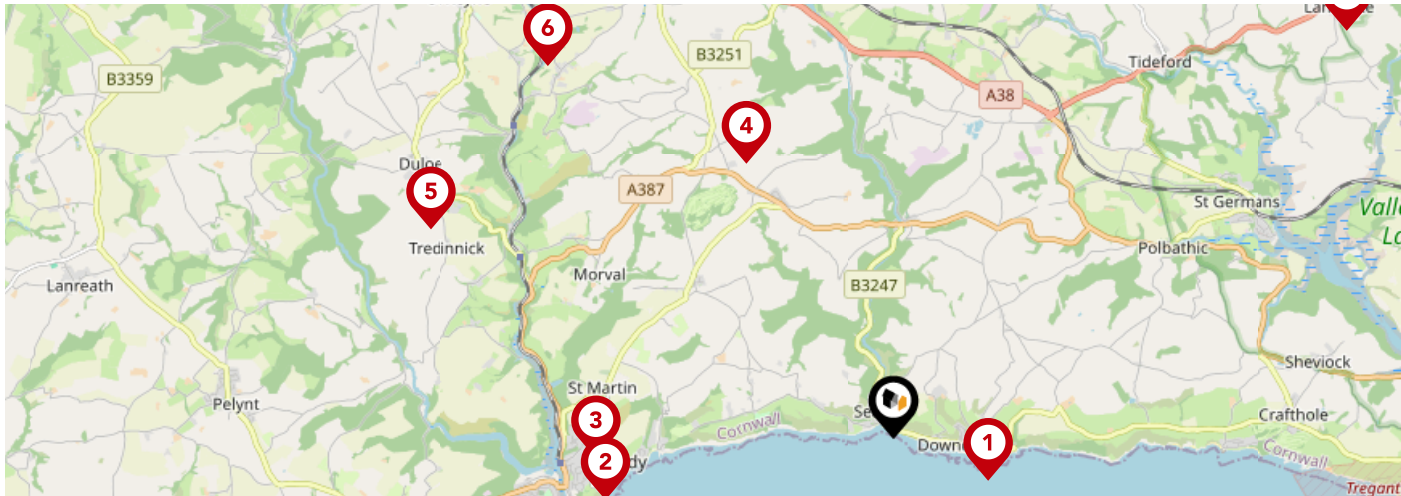 6
B3251
Tideford
B3359
A38
4
Duloe
5
A387
St Germans
Tredinnick
Polbathic
Morval
Lanreath
B3247
Sheviock
St Martin
Pelynt
3
Cornwall
Crafthole
1
2
Cornwall